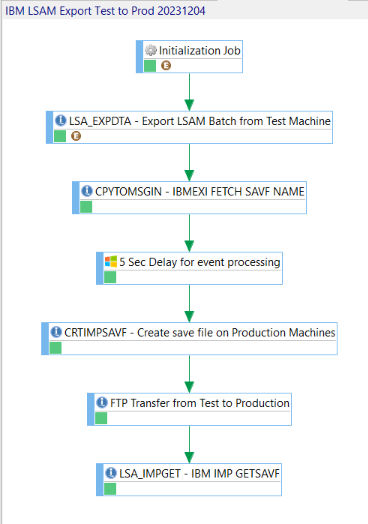 IBM LSAM Export Test to Prod 20231204
Initialization Job
E
LSA_EXPDTA - Export LSAM Batch from Test Machine
E
CPYTOMSGIN - IBMEXI FETCH SAVF NAME
5 Sec Delay for event processing
CRTIMPSAVF - Create save file on Production Machines
FTP Transfer from Test to Production
LSA_IMPGET - IBM IMP GETSAVF